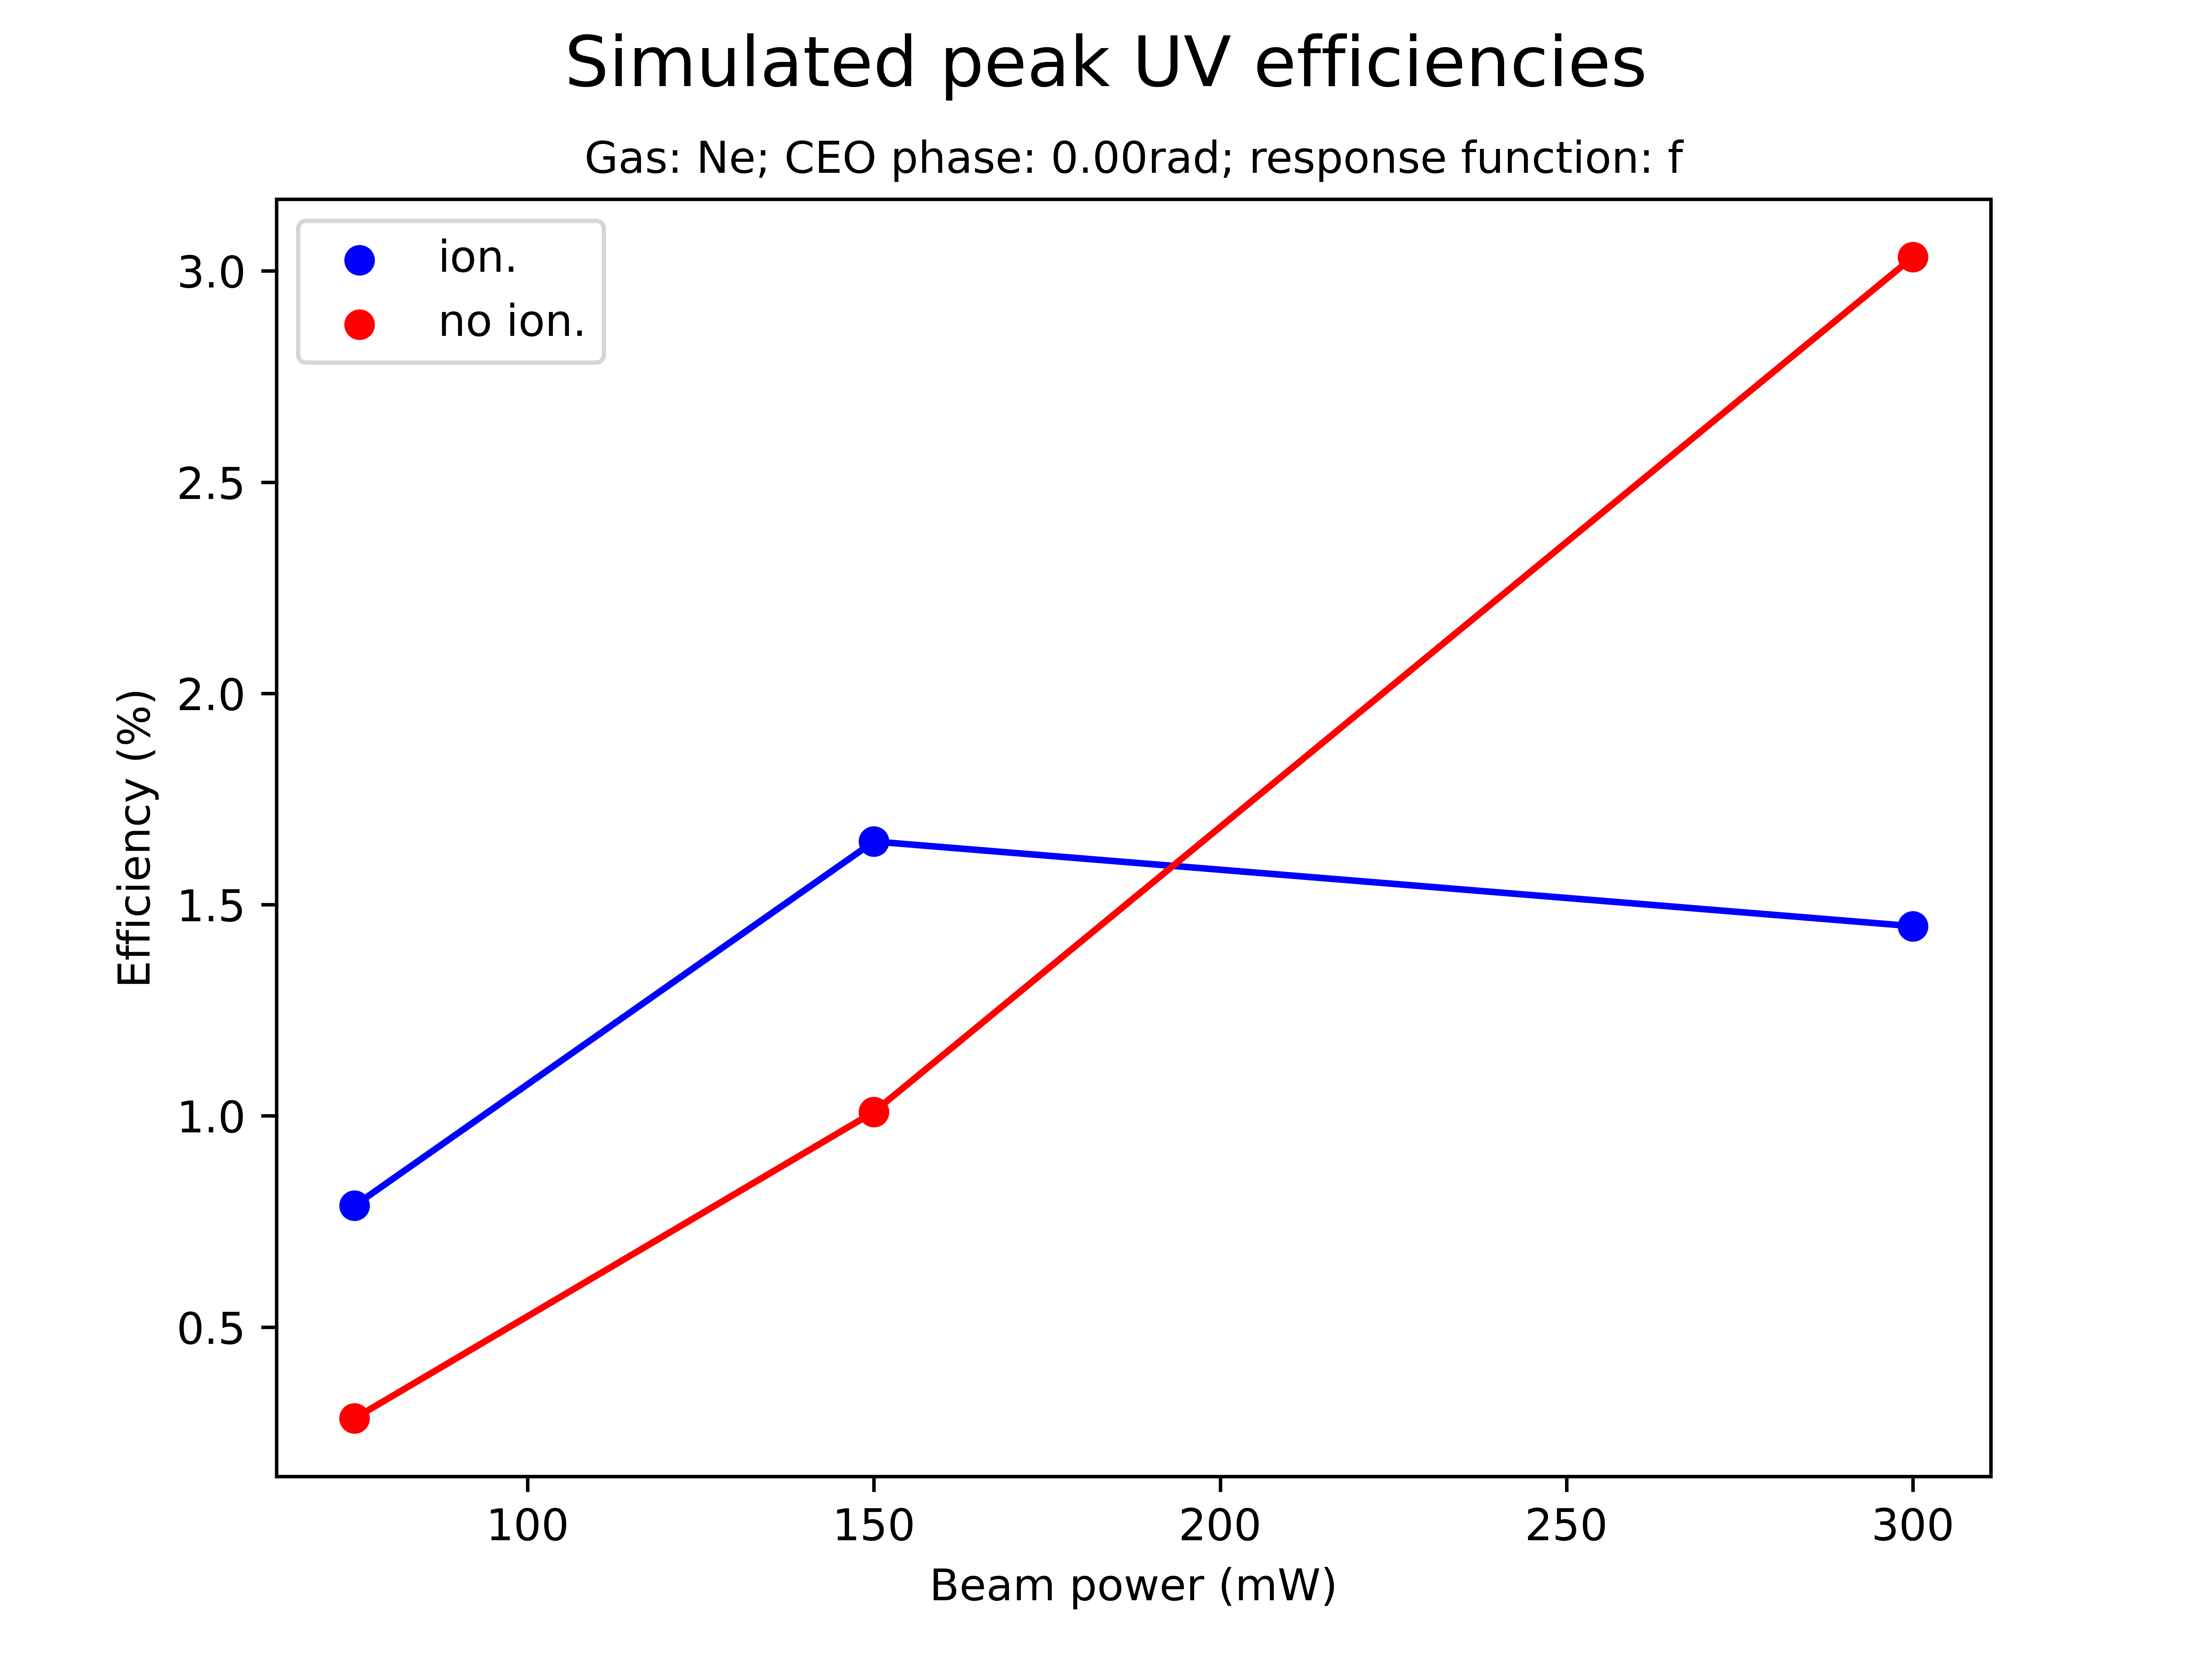 Simulated peak UV efficiencies
Gas: Ne; CEO phase: 0.00rad; response function: f
ion.
no ion.
3.0
2.5
2.0
1.5
1.0
0.5
Efficiency (%)
100 150 200 250 300
Beam power (mW)